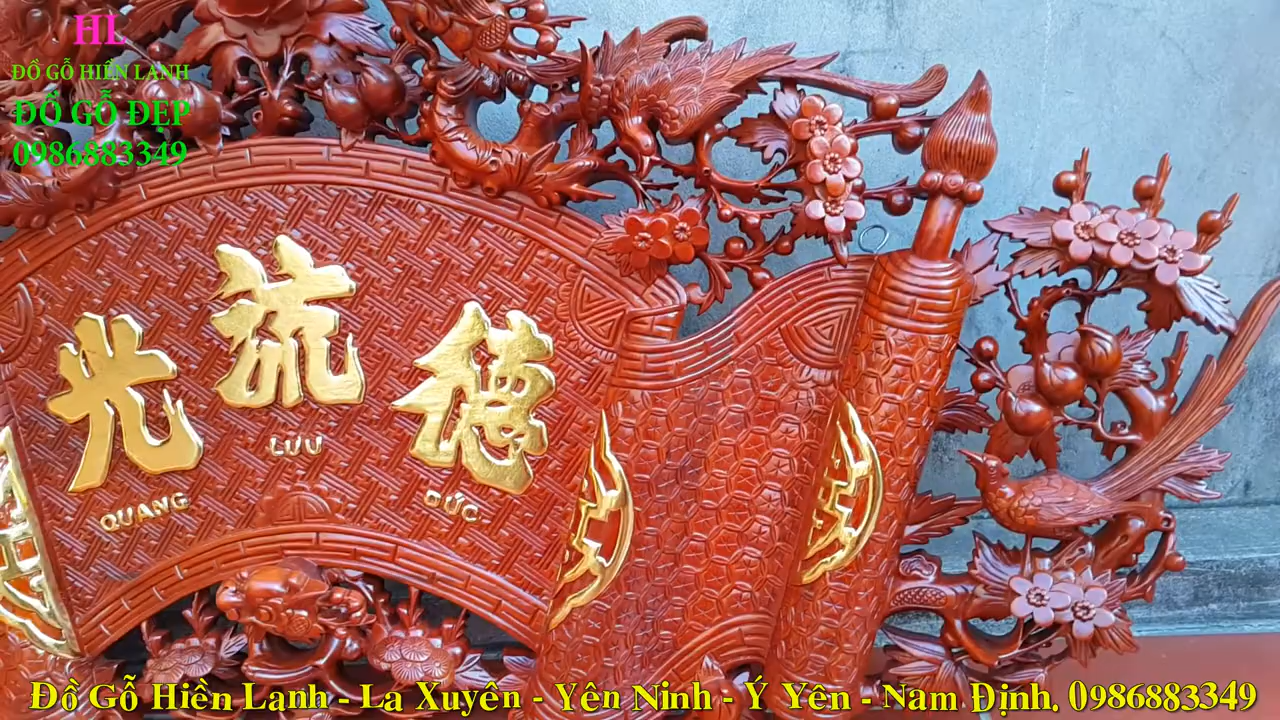 HL
ĐỒ GỖ HIỀN LẠNH
ĐỒ GỖ ĐẸP
0986883349
德 流 光
QUANG LƯU ĐỨC
Đồ Gỗ Hiền Lạnh - La Xuyên - Yên Ninh - Ý Yên - Nam Định. 0986883349